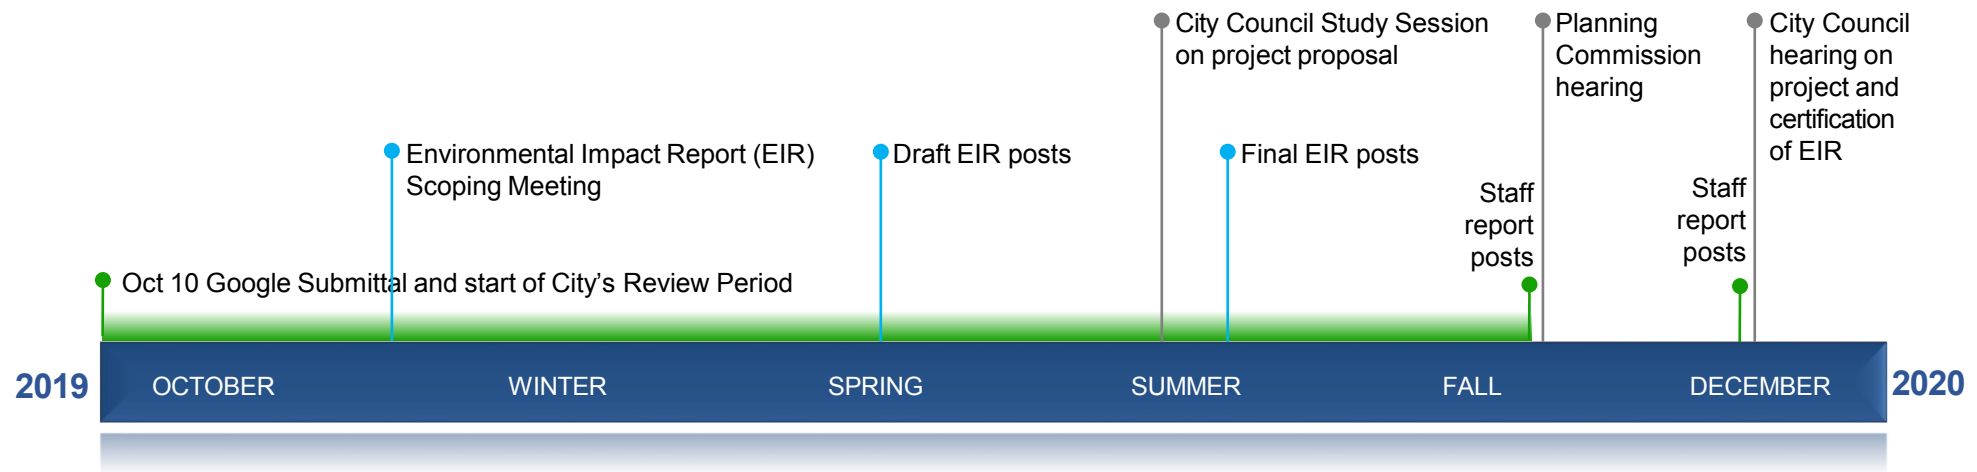 City Council Study Session
on project proposal
Planning
Commission
hearing
City Council
hearing on
project and
certification
of EIR
Environmental Impact Report (EIR)
Scoping Meeting
Draft EIR posts
Final EIR posts
Staff
report
posts
Staff
report
posts
Oct 10 Google Submittal and start of City’s Review Period
2019
OCTOBER
WINTER
SPRING
SUMMER
FALL
DECEMBER
2020